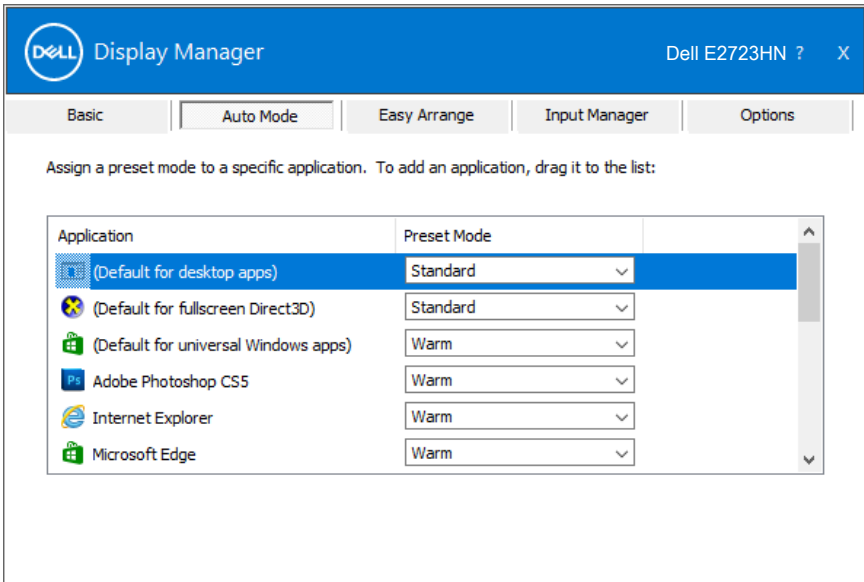 DELL Display Manager Dell E2723HN ? X
Basic Auto Mode Easy Arrange Input Manager Options
Assign a preset mode to a specific application. To add an application, drag it to the list:
Application Preset Mode
(Default for desktop apps) Standard
(Default for fullscreen Direct3D) Standard
(Default for universal Windows apps) Warm
Ps Adobe Photoshop CS5 Warm
Internet Explorer Warm
Microsoft Edge Warm